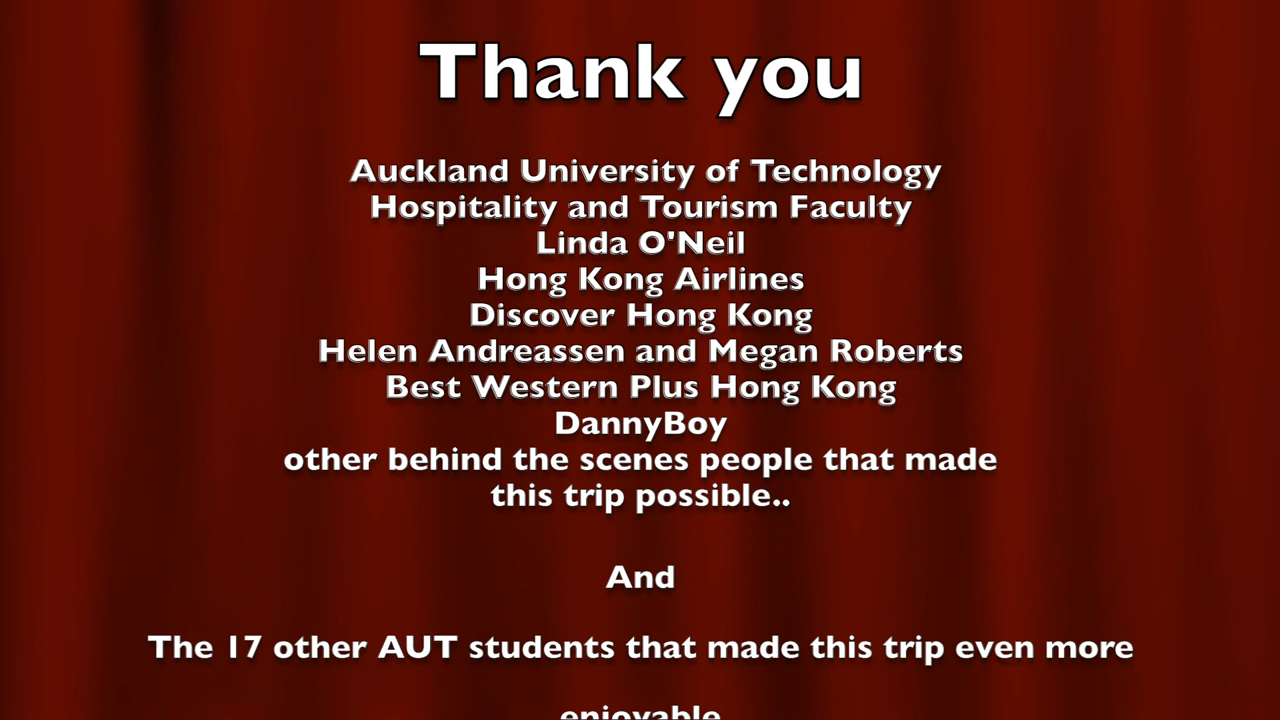 Thank you
Auckland University of Technology
Hospitality and Tourism Faculty
Linda O'Neil
Hong Kong Airlines
Discover Hong Kong
Helen Andreassen and Megan Roberts
Best Western Plus Hong Kong
DannyBoy
other behind the scenes people that made
this trip possible..
And
The 17 other AUT students that made this trip even more
enjoyable